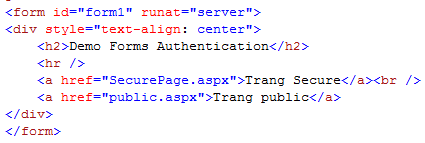 <form id="form1" runat="server">
<div style="text-align: center">
<h2>Demo Forms Authentication</h2>
<hr />
<a href="SecurePage.aspx">Trang Secure</a><br />
<a href="public.aspx">Trang public</a>
</div>
</form>